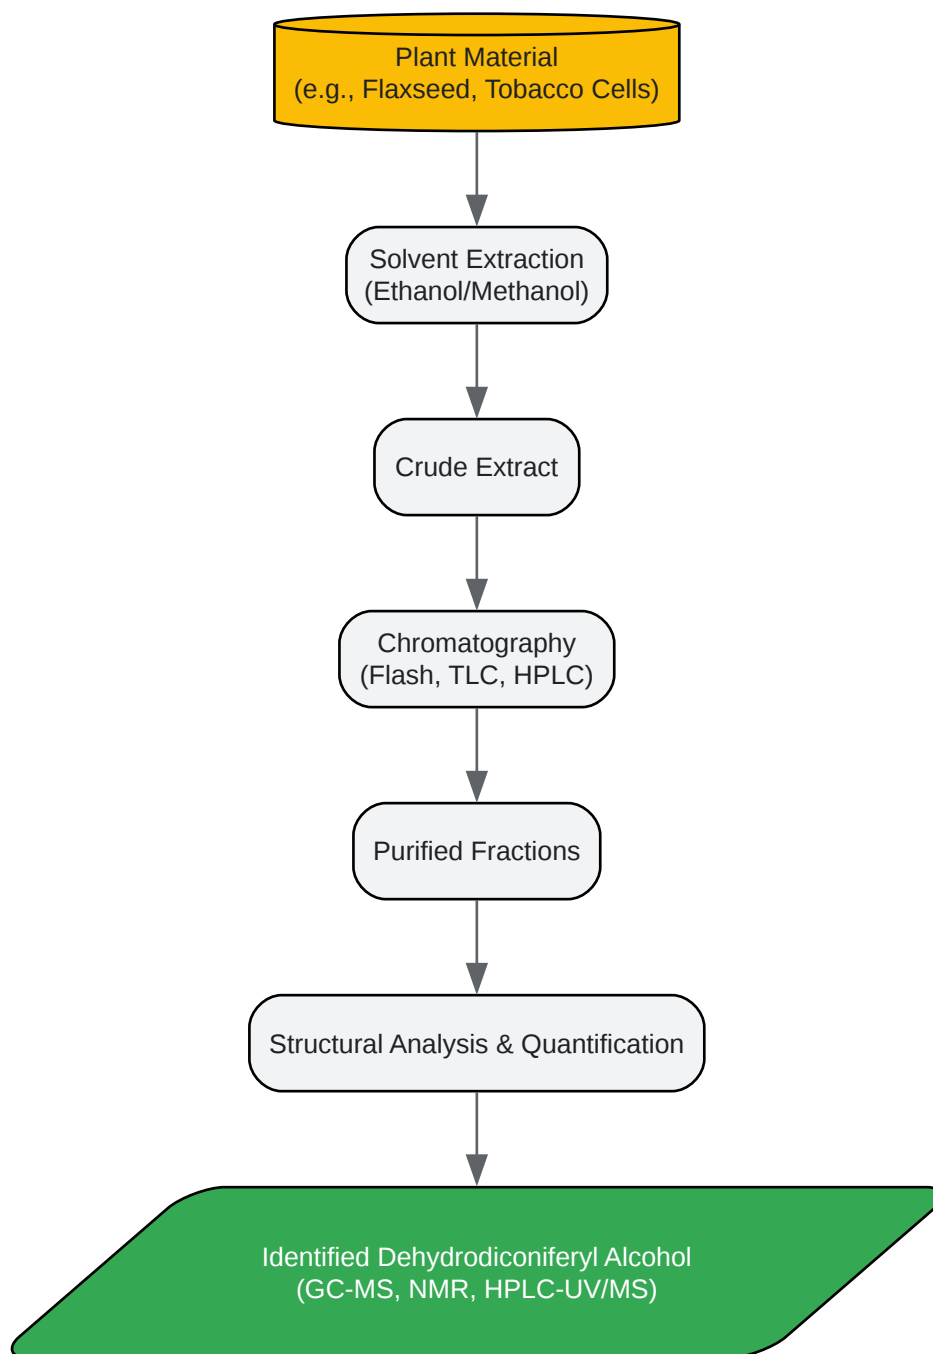 Plant Material
(e.g., Flaxseed, Tobacco Cells)
Solvent Extraction
(Ethanol/Methanol)
Crude Extract
Chromatography
(Flash, TLC, HPLC)
Purified Fractions
Structural Analysis & Quantification
Identified Dehydrodiconiferyl Alcohol
(GC-MS, NMR, HPLC-UV/MS)